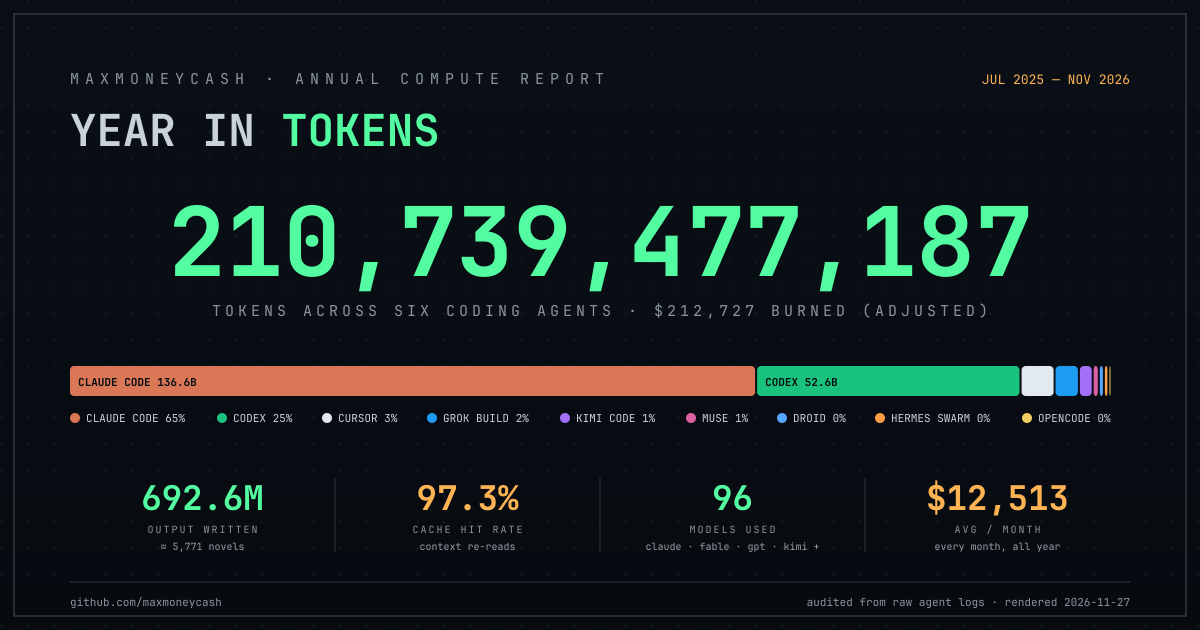 MAXMONEYCASH · ANNUAL COMPUTE REPORT
JUL 2025 — NOV 2026
YEAR IN TOKENS
210,739,477,187
TOKENS ACROSS SIX CODING AGENTS · $212,727 BURNED (ADJUSTED)
CLAUDE CODE 136.6B
CODEX 52.6B
CLAUDE CODE 65%
CODEX 25%
CURSOR 3%
GROK BUILD 2%
KIMI CODE 1%
MUSE 1%
DROID 0%
HERMES SWARM 0%
OPENCODE 0%
692.6M
OUTPUT WRITTEN
≈ 5,771 novels
97.3%
CACHE HIT RATE
context re-reads
96
MODELS USED
claude · fable · gpt · kimi +
$12,513
AVG / MONTH
every month, all year
github.com/maxmoneycash
audited from raw agent logs · rendered 2026-11-27